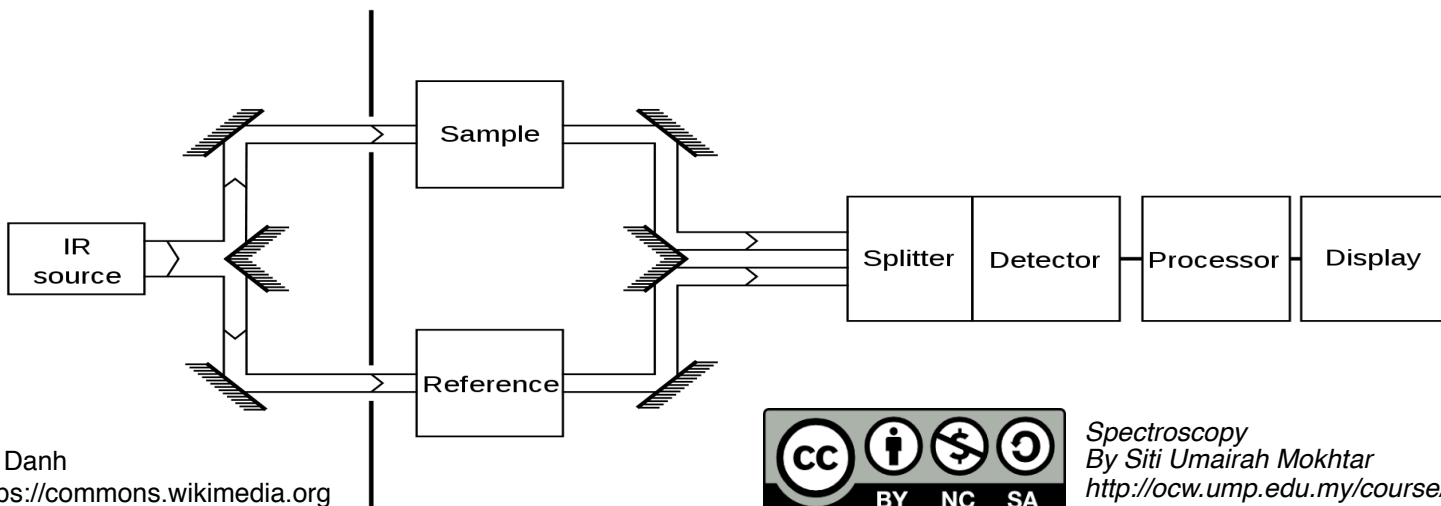 Sample
IR
source
Splitter
Detector
Processor
Display
Reference
Danh
ps://commons.wikimedia.org
cc
BY NC SA
Spectroscopy
By Siti Umairah Mokhtar
http://ocw.ump.edu.my/course